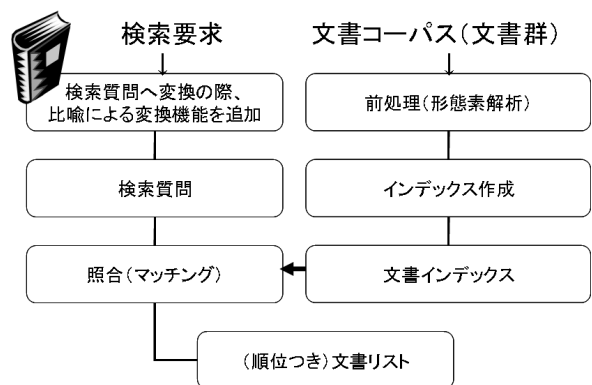 検索要求
検索質問へ変換の際、
比喩による変換機能を追加
検索質問
照合(マッチング)
文書コーパス(文書群)
前処理(形態素解析)
インデックス作成
文書インデックス
(順位つき)文書リスト